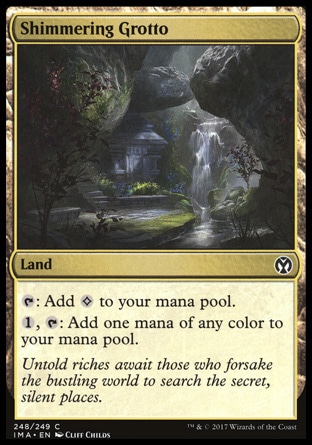 Shimmering Grotto
Land
: Add to your mana pool.
1, : Add one mana of any color to
your mana pool.
Untold riches await those who forsake
the bustling world to search the secret,
silent places.
248/249 C
IMA • EN Cliff Childs
™ & © 2017 Wizards of the Coast